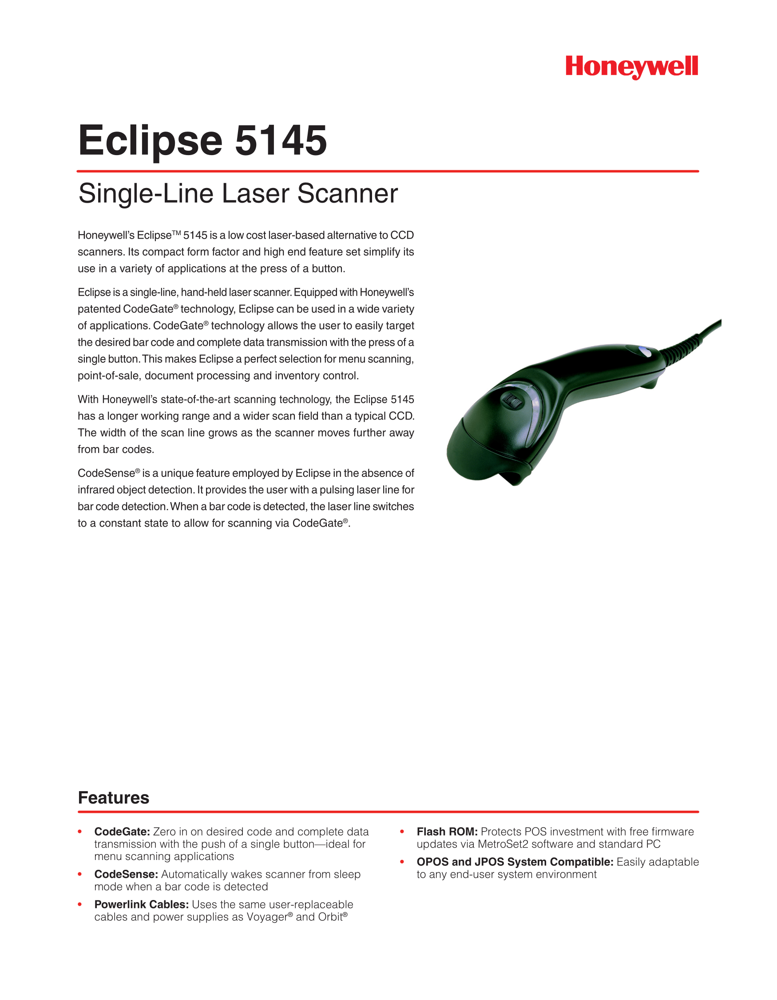 Honeywell
Eclipse 5145
Single-Line Laser Scanner
Honeywell's Eclipse™ 5145 is a low cost laser-based alternative to CCD
scanners. Its compact form factor and high end feature set simplify its
use in a variety of applications at the press of a button.
Eclipse is a single-line, hand-held laser scanner. Equipped with Honeywell's
patented CodeGate® technology, Eclipse can be used in a wide variety
of applications. CodeGate® technology allows the user to easily target
the desired bar code and complete data transmission with the press of a
single button. This makes Eclipse a perfect selection for menu scanning,
point-of-sale, document processing and inventory control.
With Honeywell's state-of-the-art scanning technology, the Eclipse 5145
has a longer working range and a wider scan field than a typical CCD.
The width of the scan line grows as the scanner moves further away
from bar codes.
CodeSense® is a unique feature employed by Eclipse in the absence of
infrared object detection. It provides the user with a pulsing laser line for
bar code detection. When a bar code is detected, the laser line switches
to a constant state to allow for scanning via CodeGate®.
Features
• CodeGate: Zero in on desired code and complete data
transmission with the push of a single button—ideal for
menu scanning applications
• CodeSense: Automatically wakes scanner from sleep
mode when a bar code is detected
• Powerlink Cables: Uses the same user-replaceable
cables and power supplies as Voyager® and Orbit®
• Flash ROM: Protects POS investment with free firmware
updates via MetroSet2 software and standard PC
• OPOS and JPOS System Compatible: Easily adaptable
to any end-user system environment